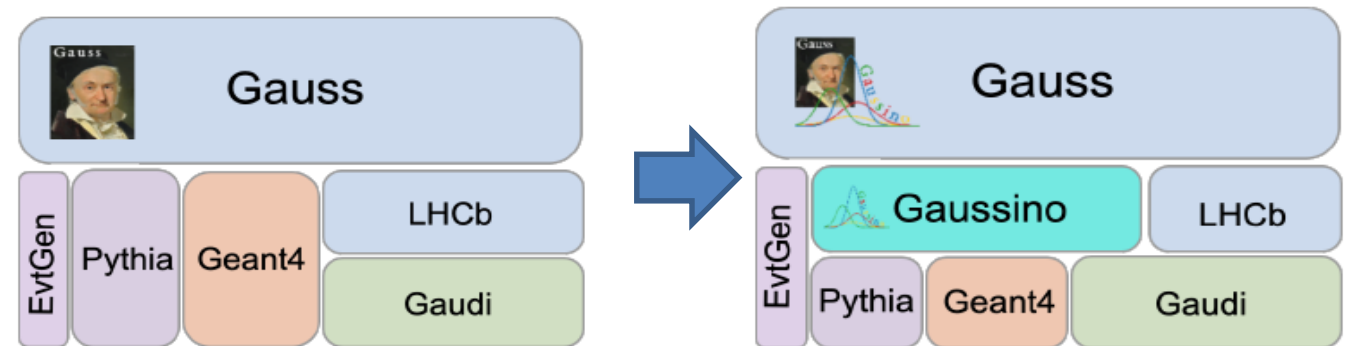 Gauss
Gauss
EvtGen
Pythia
Geant4
LHCb
Gaudi
Gauss
Gaussino
Gauss
EvtGen
Gaussino
LHCb
Pythia
Geant4
Gaudi